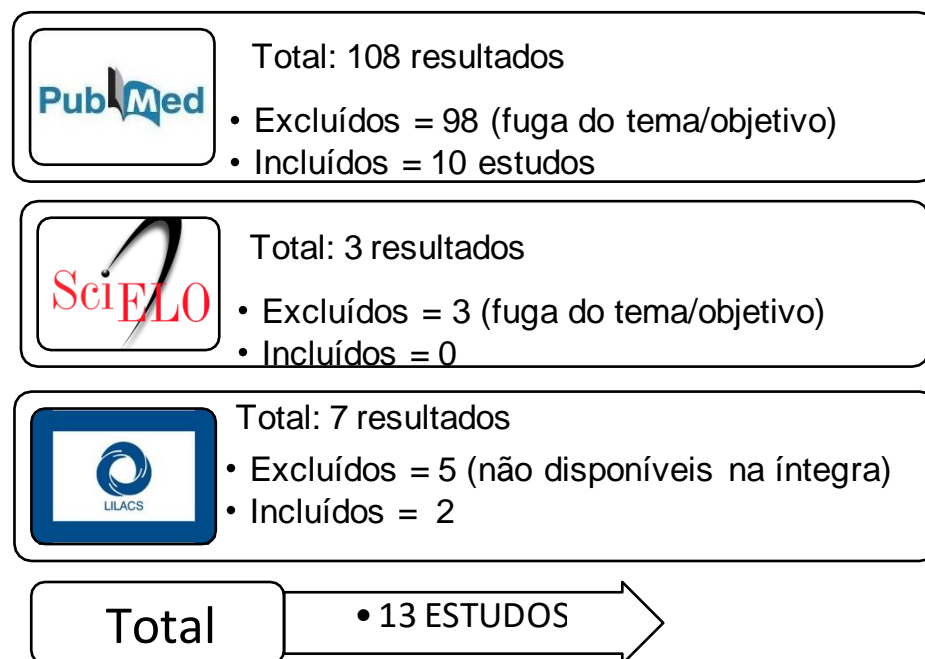 PubMed
Total: 108 resultados
• Excluídos = 98 (fuga do tema/objetivo)
• Incluídos = 10 estudos
SciELO
Total: 3 resultados
• Excluídos = 3 (fuga do tema/objetivo)
• Incluídos = 0
LILACS
Total: 7 resultados
• Excluídos = 5 (não disponíveis na íntegra)
• Incluídos = 2
Total
• 13 ESTUDOS